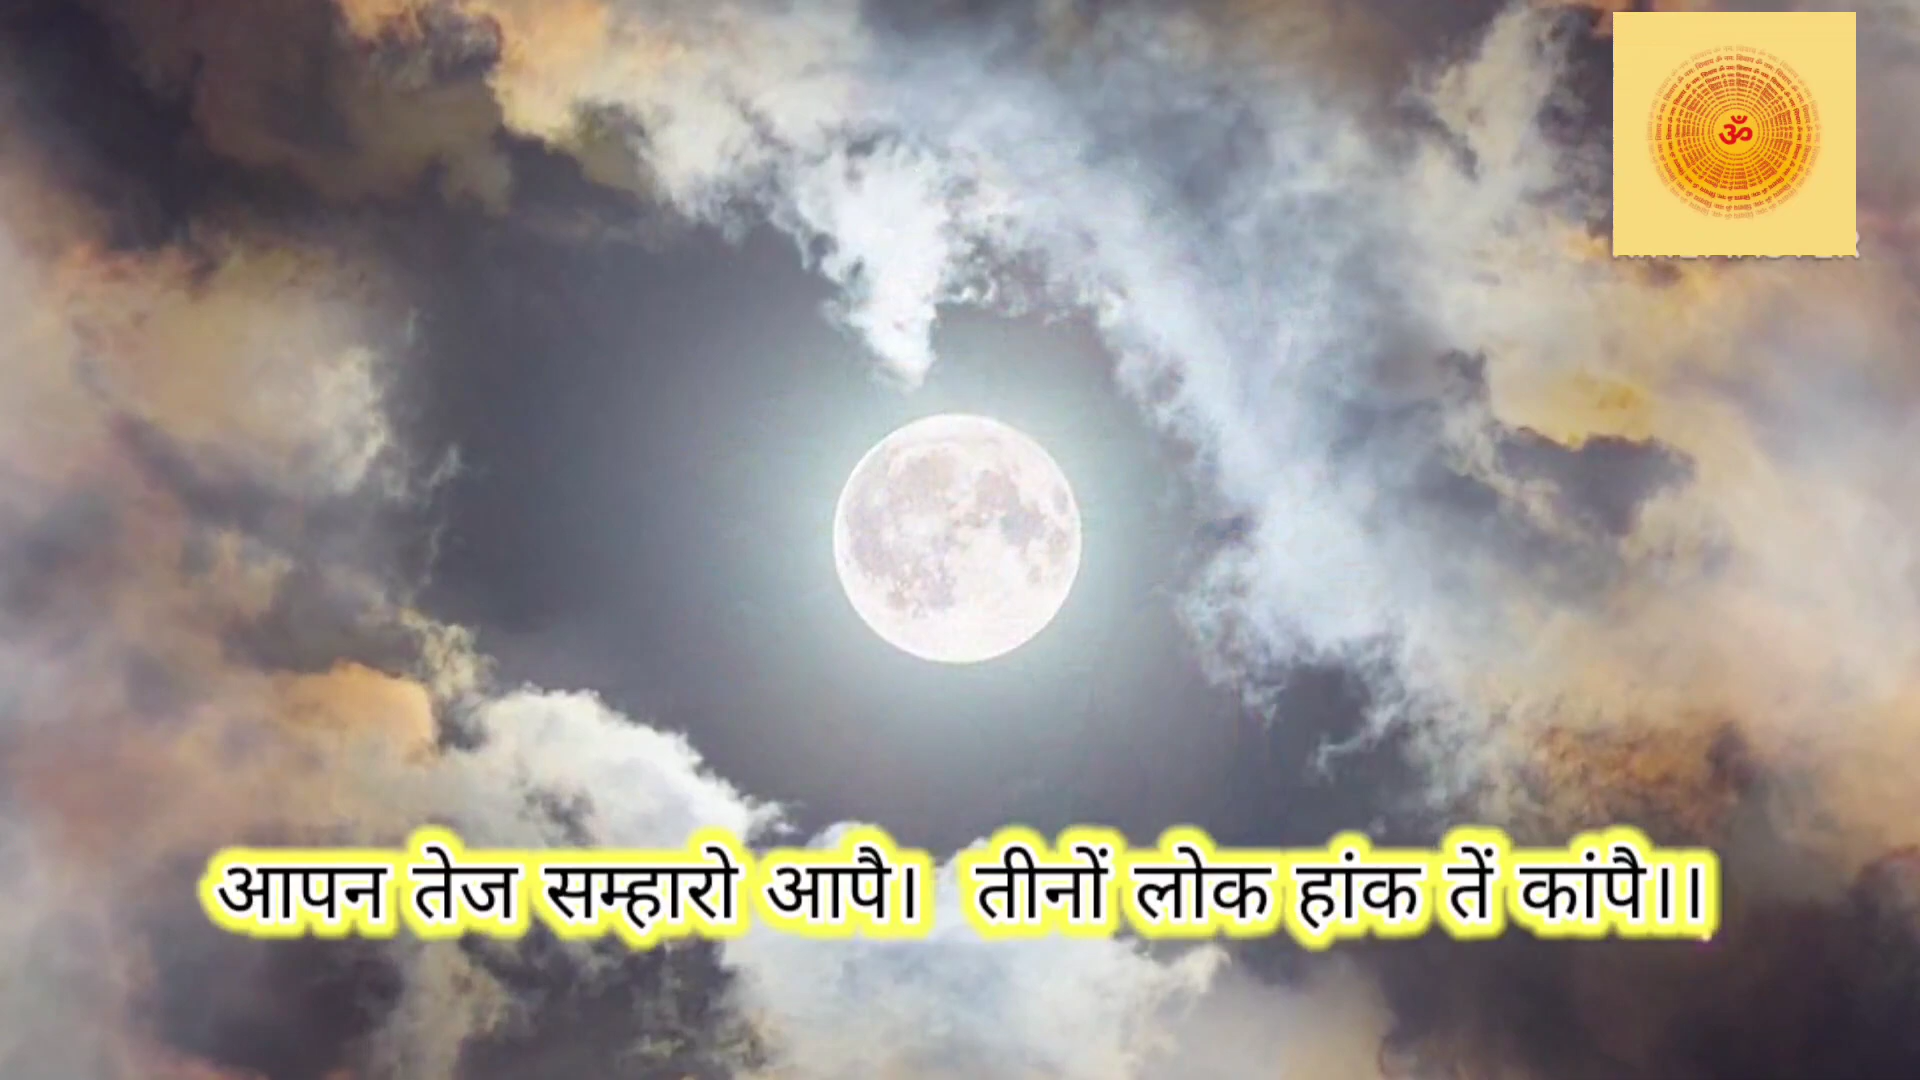 ॐ
आपन तेज सम्हारो आपै। तीनों लोक हांक तें कांपै।।